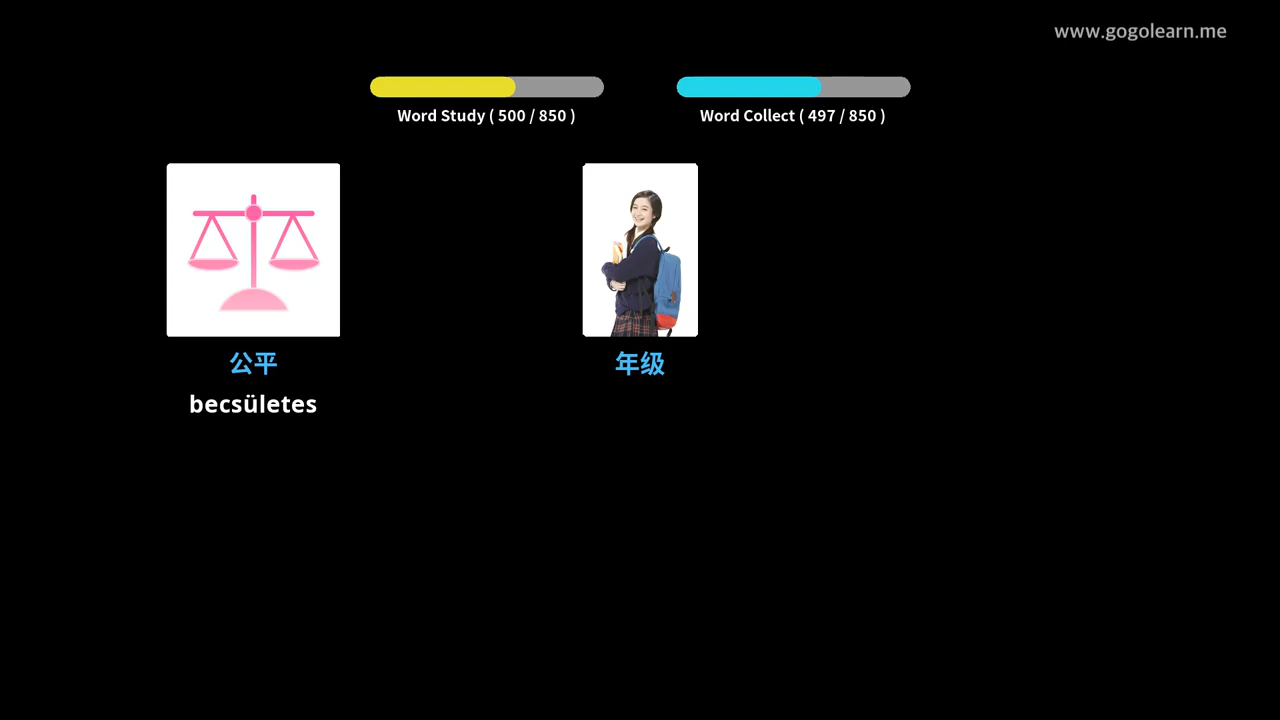 www.gogolearn.me
Word Study ( 500 / 850 )
Word Collect ( 497 / 850 )
公平
年级
becsületes